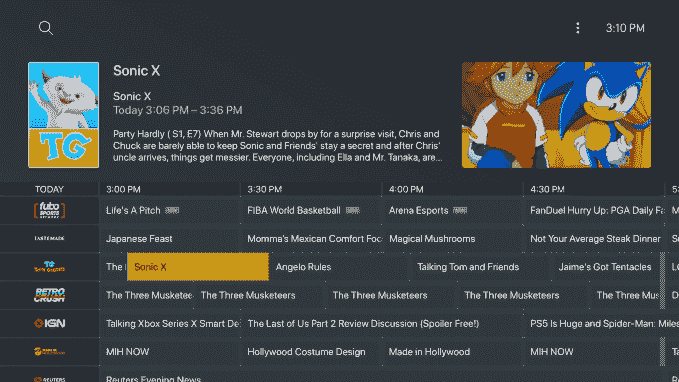 3:10 PM
Sonic X
Sonic X
Today 3:06 PM – 3:36 PM
Party Hardly ( S1, E7) When Mr. Stewart drops by for a surprise visit, Chris and
Chuck are barely able to keep Sonic and Friends' stay a secret and after Chris'
uncle arrives, things get messier. Everyone, including Ella and Mr. Tanaka, are...
TG
TODAY 3:00 PM 3:30 PM 4:00 PM 4:30 PM
fubo SPORTS NETWORK Life's A Pitch FIBA World Basketball Arena Esports FanDuel Hurry Up: PGA Daily Fa
TASTEMADE Japanese Feast Momma's Mexican Comfort Foo Magical Mushrooms Not Your Average Steak Dinner
TG The Sonic X Angelo Rules Talking Tom and Friends Jaime's Got Tentacles
RETRO CRUSH The Three Musketee The Three Musketeers The Three Musketeers The Three Musketeers The Three Mus
IGN Talking Xbox Series X Smart De The Last of Us Part 2 Review Discussion (Spoiler Free!) PS5 Is Huge and Spider-Man: Miles
MIH NOW Hollywood Costume Design Made in Hollywood MIH NOW
REUTERS Reuters Evening News